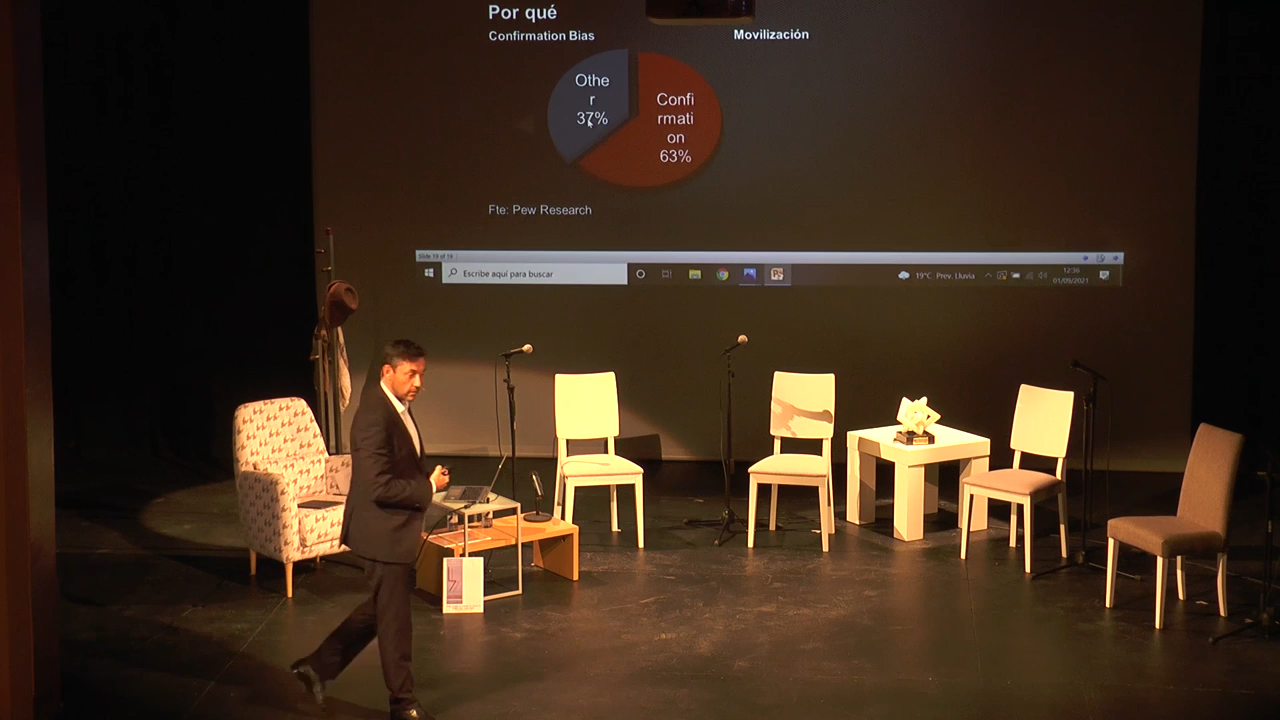 Por qué
Confirmation Bias
Movilización
Othe
r
37%
Confi
rmati
on
63%
Fte: Pew Research
Slide 19 of 19
Escribe aquí para buscar
19°C Prev. Lluvia
12:36
01/09/2021